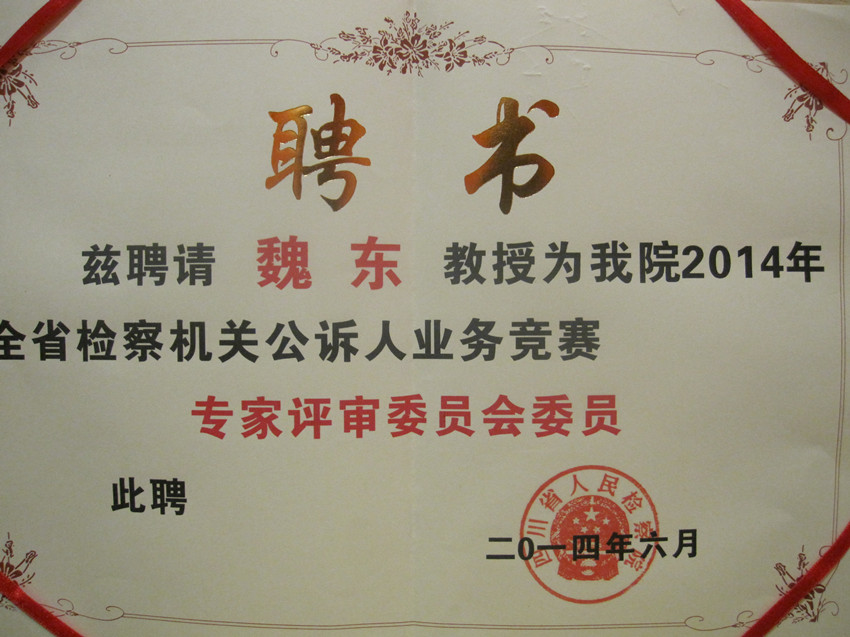 聘书
兹聘请 魏东 教授为我院2014年
全省检察机关公诉人业务竞赛
专家评审委员会委员
此聘
四川省人民检察院
二0一四年六月